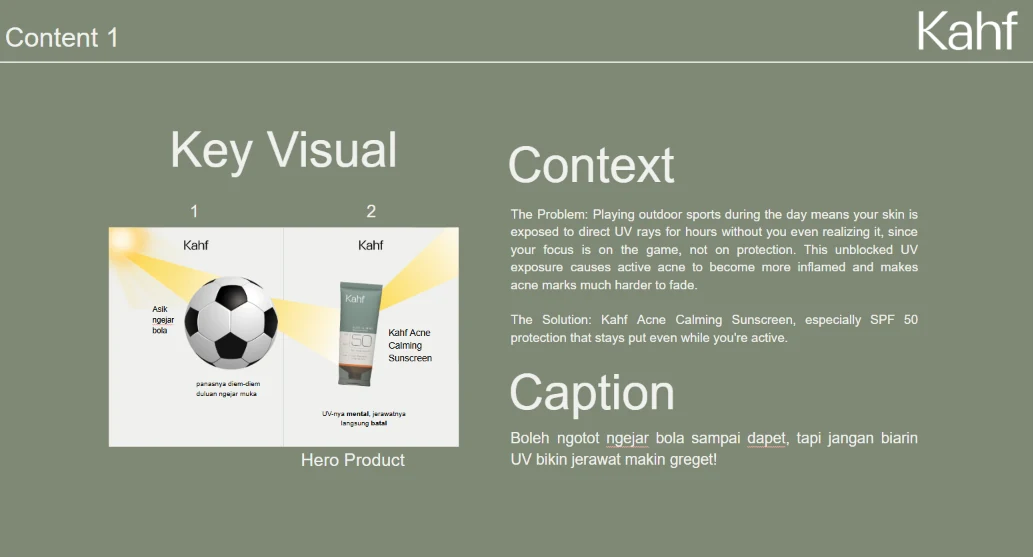 Content 1
Kahf
Key Visual
1
2
Kahf
Kahf
Asik
ngejar
bola
panasnya diem-diem
duluan ngejar muka
Kahf
50
Kahf Acne
Calming
Sunscreen
UV-nya mental, jerawatnya
langsung batal
Hero Product
Context
The Problem: Playing outdoor sports during the day means your skin is
exposed to direct UV rays for hours without you even realizing it, since
your focus is on the game, not on protection. This unblocked UV
exposure causes active acne to become more inflamed and makes
acne marks much harder to fade.
The Solution: Kahf Acne Calming Sunscreen, especially SPF 50
protection that stays put even while you're active.
Caption
Boleh ngotot ngejar bola sampai dapet, tapi jangan biarin
UV bikin jerawat makin greget!